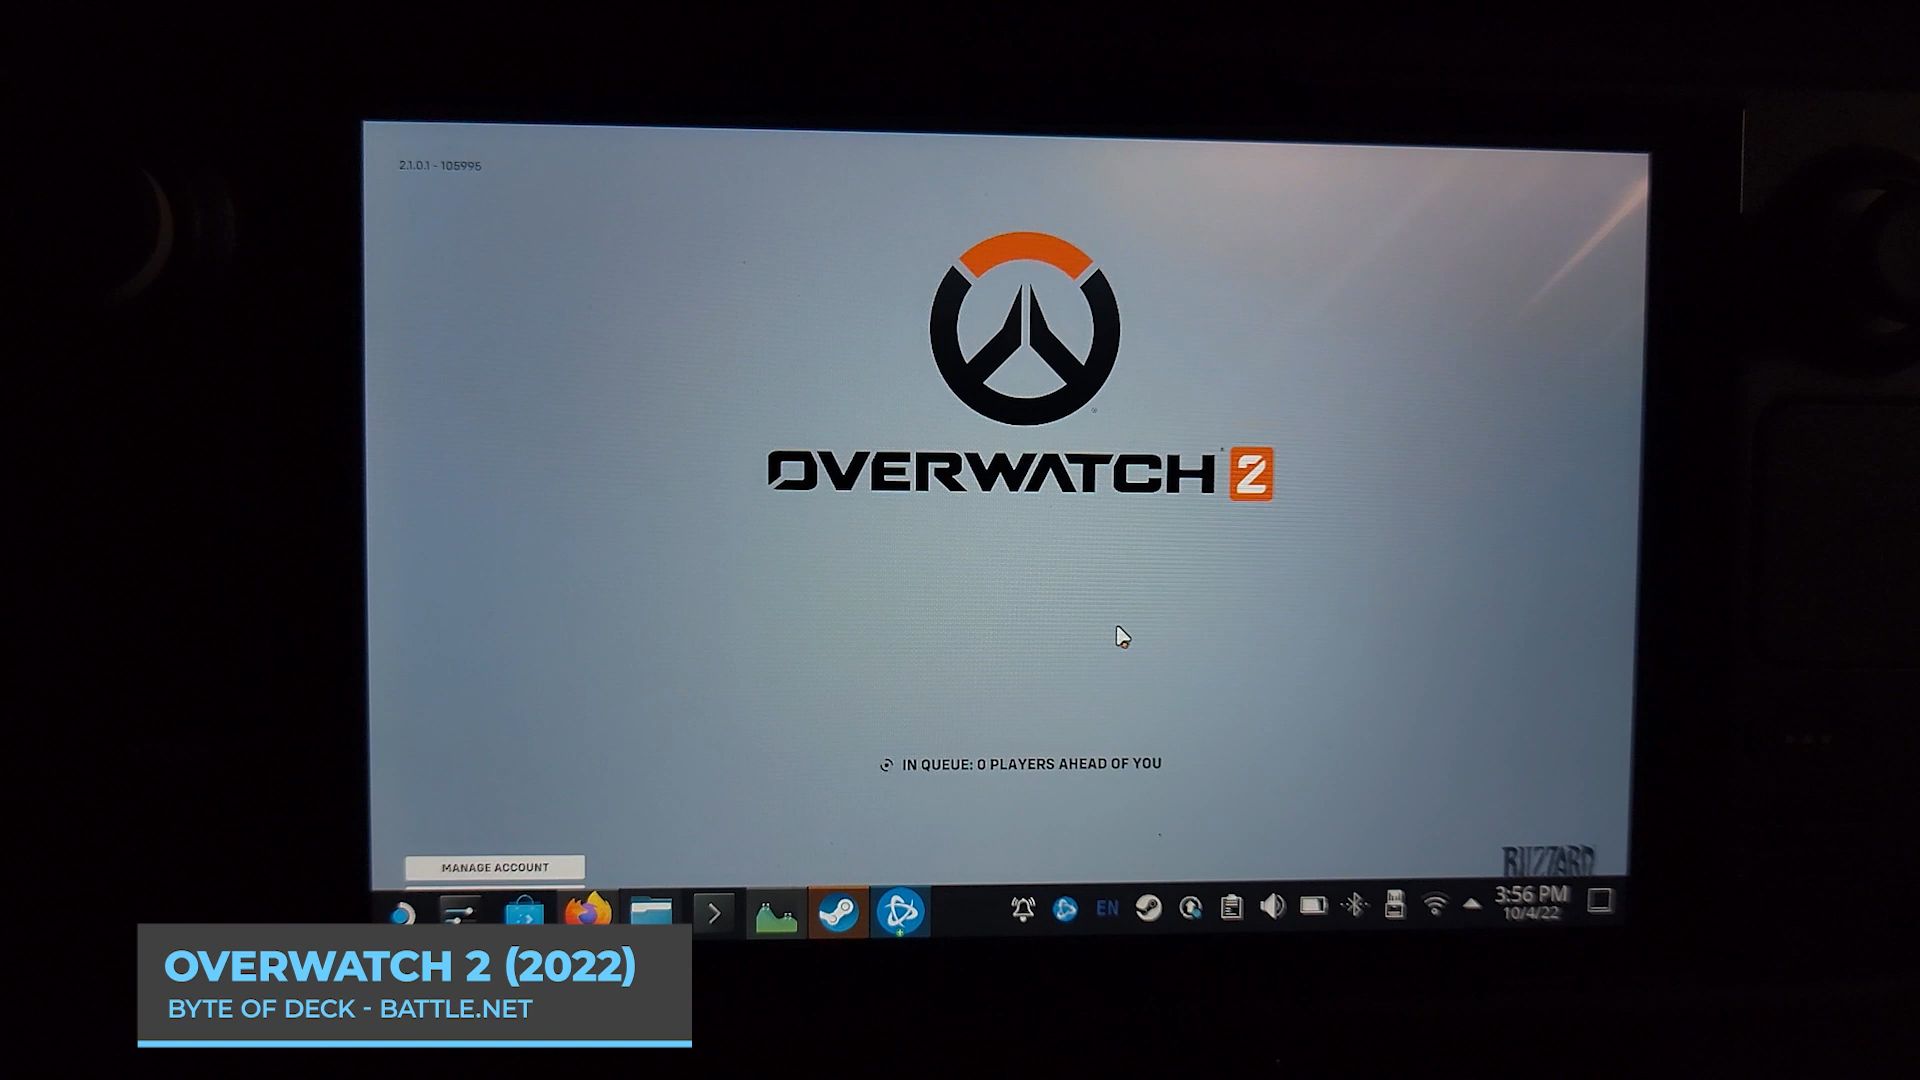 2.1.0.1 - 105995
OVERWATCH 2
IN QUEUE: 0 PLAYERS AHEAD OF YOU
MANAGE ACCOUNT
BLIZZARD
EN
3:56 PM
10/4/22
OVERWATCH 2 (2022)
BYTE OF DECK - BATTLE.NET